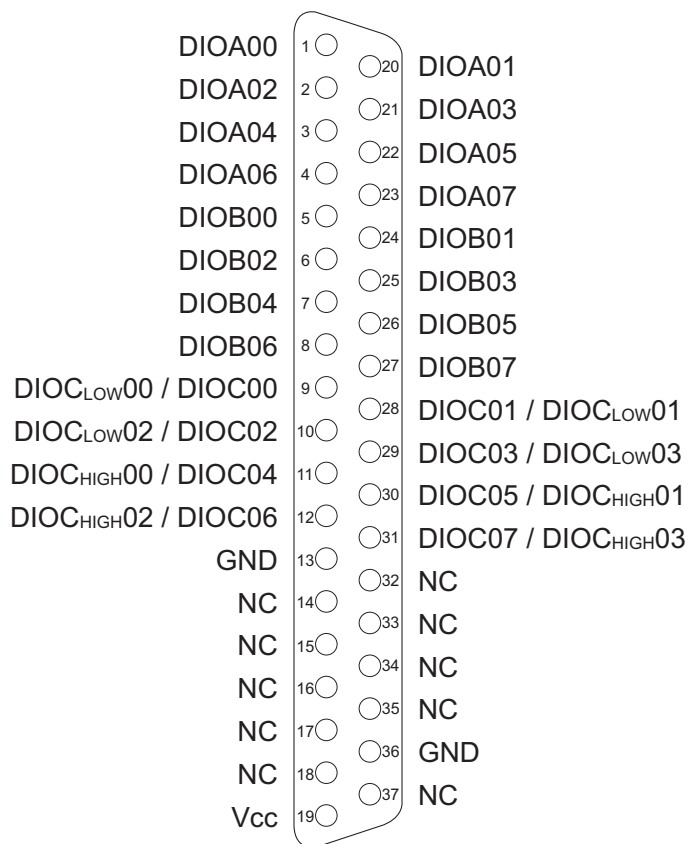 DIOA00 1
20 DIOA01
DIOA02 2
21 DIOA03
DIOA04 3
22 DIOA05
DIOA06 4
23 DIOA07
DIOB00 5
24 DIOB01
DIOB02 6
25 DIOB03
DIOB04 7
26 DIOB05
DIOB06 8
27 DIOB07
DIOCLOW00 / DIOC00 9
28 DIOC01 / DIOCLOW01
DIOCLOW02 / DIOC02 10
29 DIOC03 / DIOCLOW03
DIOCHIGH00 / DIOC04 11
30 DIOC05 / DIOCHIGH01
DIOCHIGH02 / DIOC06 12
31 DIOC07 / DIOCHIGH03
GND 13
32 NC
NC 14
33 NC
NC 15
34 NC
NC 16
35 NC
NC 17
36 GND
NC 18
37 NC
Vcc 19